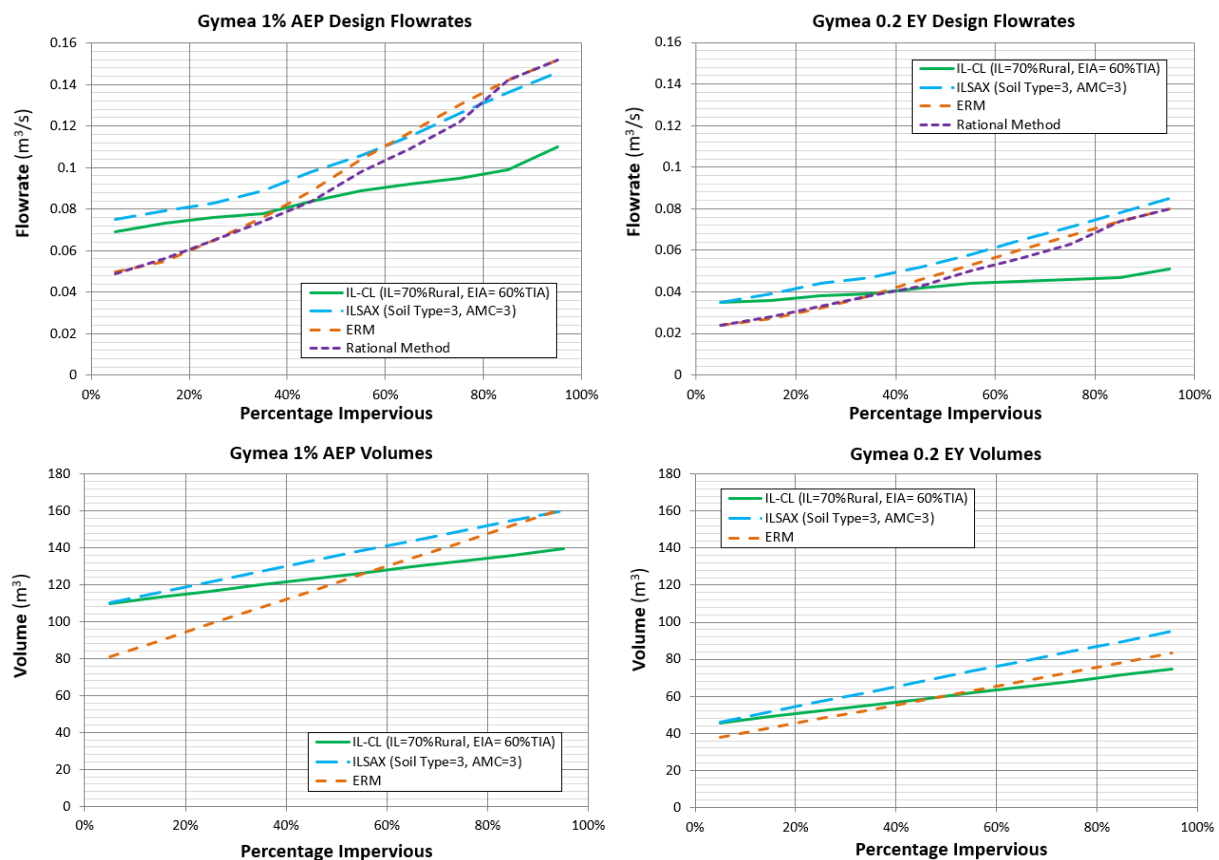 Gymea 1% AEP Design Flowrates
0.16
0.14
0.12
0.1
0.08
0.06
0.04
0.02
0
Flowrate (m³/s)
IL-CL (IL=70%Rural, EIA= 60%TIA)
ILSAX (Soil Type=3, AMC=3)
ERM
Rational Method
0% 20% 40% 60% 80% 100%
Percentage Impervious
Gymea 0.2 EY Design Flowrates
0.16
0.14
0.12
0.1
0.08
0.06
0.04
0.02
0
Flowrate (m³/s)
IL-CL (IL=70%Rural, EIA= 60%TIA)
ILSAX (Soil Type=3, AMC=3)
ERM
Rational Method
0% 20% 40% 60% 80% 100%
Percentage Impervious
Gymea 1% AEP Volumes
180
160
140
120
100
80
60
40
20
0
Volume (m³)
IL-CL (IL=70%Rural, EIA= 60%TIA)
ILSAX (Soil Type=3, AMC=3)
ERM
0% 20% 40% 60% 80% 100%
Percentage Impervious
Gymea 0.2 EY Volumes
180
160
140
120
100
80
60
40
20
0
Volume (m³)
IL-CL (IL=70%Rural, EIA= 60%TIA)
ILSAX (Soil Type=3, AMC=3)
ERM
0% 20% 40% 60% 80% 100%
Percentage Impervious